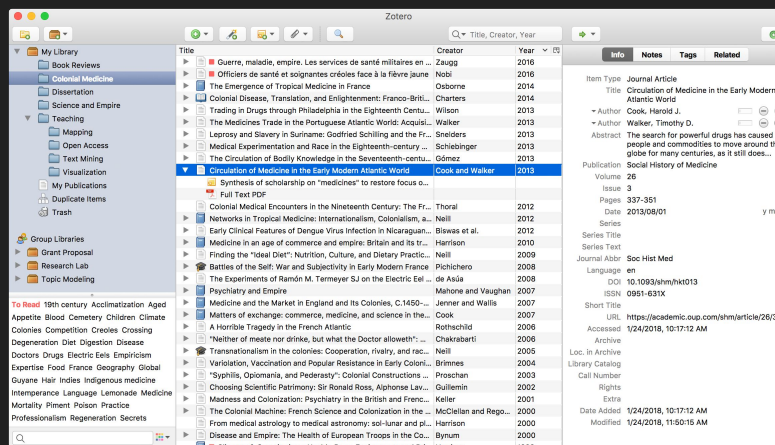 Zotero
Title, Creator, Year
My Library
Book Reviews
Colonial Medicine
Dissertation
Science and Empire
Teaching
Mapping
Open Access
Text Mining
Visualization
My Publications
Duplicate Items
Trash
Group Libraries
Grant Proposal
Research Lab
Topic Modeling
To Read 19th century Acclimatization Aged
Appetite Blood Cemetery Children Climate
Colonies Competition Creoles Crossing
Degeneration Diet Digestion Disease
Doctors Drugs Electric Eels Empiricism
Expertise Food France Geography Global
Guyane Hair Indies Indigenous medicine
Intemperance Language Lemonade Medicine
Mortality Piment Poison Practice
Professionalism Regeneration Secrets
Title Creator Year
Guerre, maladie, empire. Les services de santé militaires en ... Zaugg 2016
Officiers de santé et soignantes créoles face à la fièvre jaune Nobi 2016
The Emergence of Tropical Medicine in France Osborne 2014
Colonial Disease, Translation, and Enlightenment: Franco-Briti... Charters 2014
Trading in Drugs through Philadelphia in the Eighteenth Centu... Wilson 2013
The Medicines Trade in the Portuguese Atlantic World: Acquisi... Walker 2013
Leprosy and Slavery in Suriname: Godfried Schilling and the Fr... Snelders 2013
Medical Experimentation and Race in the Eighteenth-century ... Schiebinger 2013
The Circulation of Bodily Knowledge in the Seventeenth-centu... Gómez 2013
Circulation of Medicine in the Early Modern Atlantic World Cook and Walker 2013
Synthesis of scholarship on "medicines" to restore focus o...
Full Text PDF
Colonial Medical Encounters in the Nineteenth Century: The Fr... Thoral 2012
Networks in Tropical Medicine: Internationalism, Colonialism, a... Neill 2012
Early Clinical Features of Dengue Virus Infection in Nicaraguan... Biswas et al. 2012
Medicine in an age of commerce and empire: Britain and its tr... Harrison 2010
Finding the "Ideal Diet": Nutrition, Culture, and Dietary Practic... Neill 2009
Battles of the Self: War and Subjectivity in Early Modern France Pichichero 2008
The Experiments of Ramón M. Termeyer SJ on the Electric Eel ... de Asúa 2008
Psychiatry and Empire Mahone and Vaughan 2007
Medicine and the Market in England and Its Colonies, C.1450-... Jenner and Wallis 2007
Matters of exchange: commerce, medicine, and science in the... Cook 2007
A Horrible Tragedy in the French Atlantic Rothschild 2006
"Neither of meate nor drinke, but what the Doctor alloweth": ... Chakrabarti 2006
Transnationalism in the colonies: Cooperation, rivalry, and rac... Neill 2005
Variolation, Vaccination and Popular Resistance in Early Coloni... Brimnes 2004
"Syphilis, Opiomania, and Pederasty": Colonial Constructions ... Proschan 2003
Choosing Scientific Patrimony: Sir Ronald Ross, Alphonse Lav... Guillemin 2002
Madness and Colonization: Psychiatry in the British and Frenc... Keller 2001
The Colonial Machine: French Science and Colonization in the ... McClellan and Rego... 2000
From medical astrology to medical astronomy: sol-lunar and pl... Harrison 2000
Disease and Empire: The Health of European Troops in the Co... Bynum 2000
Info Notes Tags Related
Item Type Journal Article
Title Circulation of Medicine in the Early Modern
Atlantic World
Author Cook, Harold J.
Author Walker, Timothy D.
Abstract The search for powerful drugs has caused
people and commodities to move around th
globe for many centuries, as it still does...
Publication Social History of Medicine
Volume 26
Issue 3
Pages 337-351
Date 2013/08/01 y m
Series
Series Title
Series Text
Journal Abbr Soc Hist Med
Language en
DOI 10.1093/shm/hkt013
ISSN 0951-631X
Short Title
URL https://academic.oup.com/shm/article/26/3
Accessed 1/24/2018, 10:17:12 AM
Archive
Loc. in Archive
Library Catalog
Call Number
Rights
Extra
Date Added 1/24/2018, 10:17:12 AM
Modified 1/24/2018, 11:50:15 AM